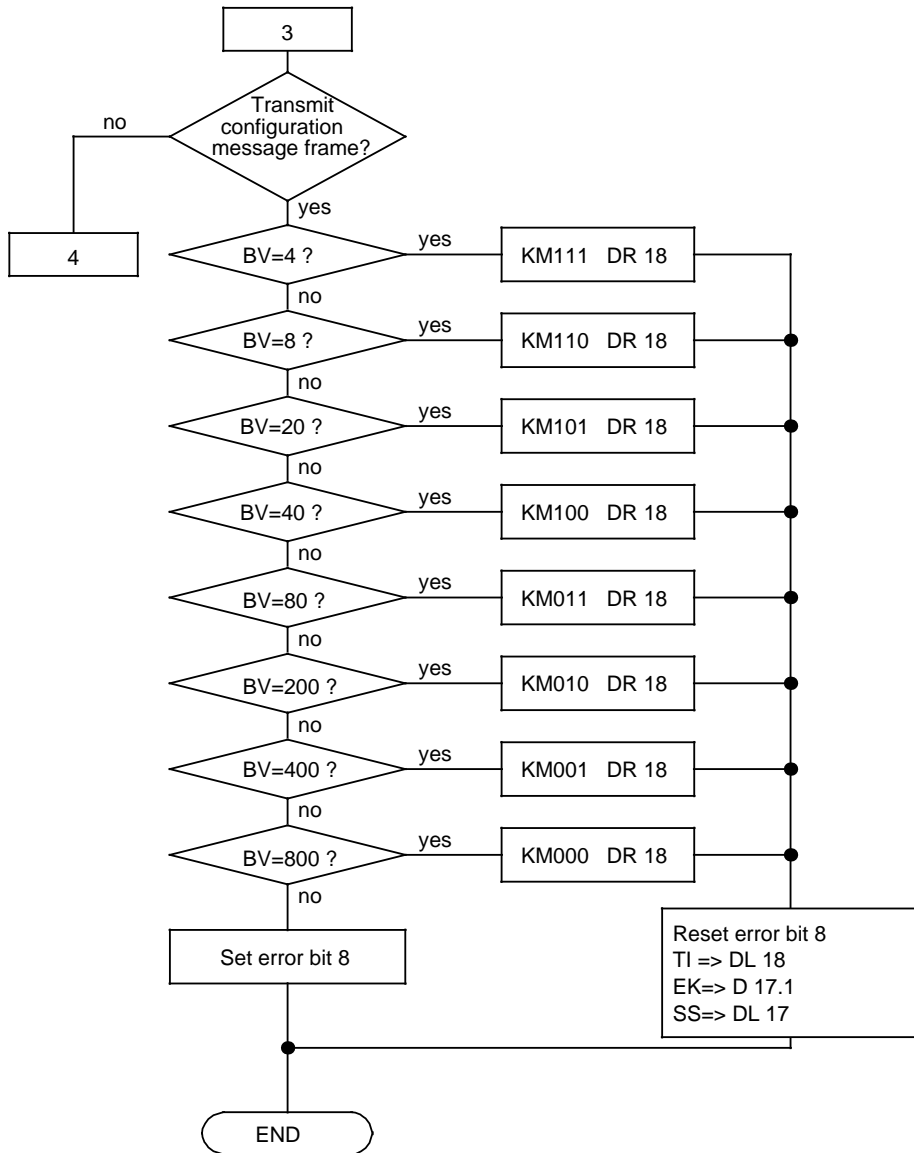 3
Transmit
configuration
message frame?
no
yes
4
BV=4 ?
yes
KM111 DR 18
no
BV=8 ?
yes
KM110 DR 18
no
BV=20 ?
yes
KM101 DR 18
no
BV=40 ?
yes
KM100 DR 18
no
BV=80 ?
yes
KM011 DR 18
no
BV=200 ?
yes
KM010 DR 18
no
BV=400 ?
yes
KM001 DR 18
no
BV=800 ?
yes
KM000 DR 18
no
Set error bit 8
Reset error bit 8
TI => DL 18
EK=> D 17.1
SS=> DL 17
END